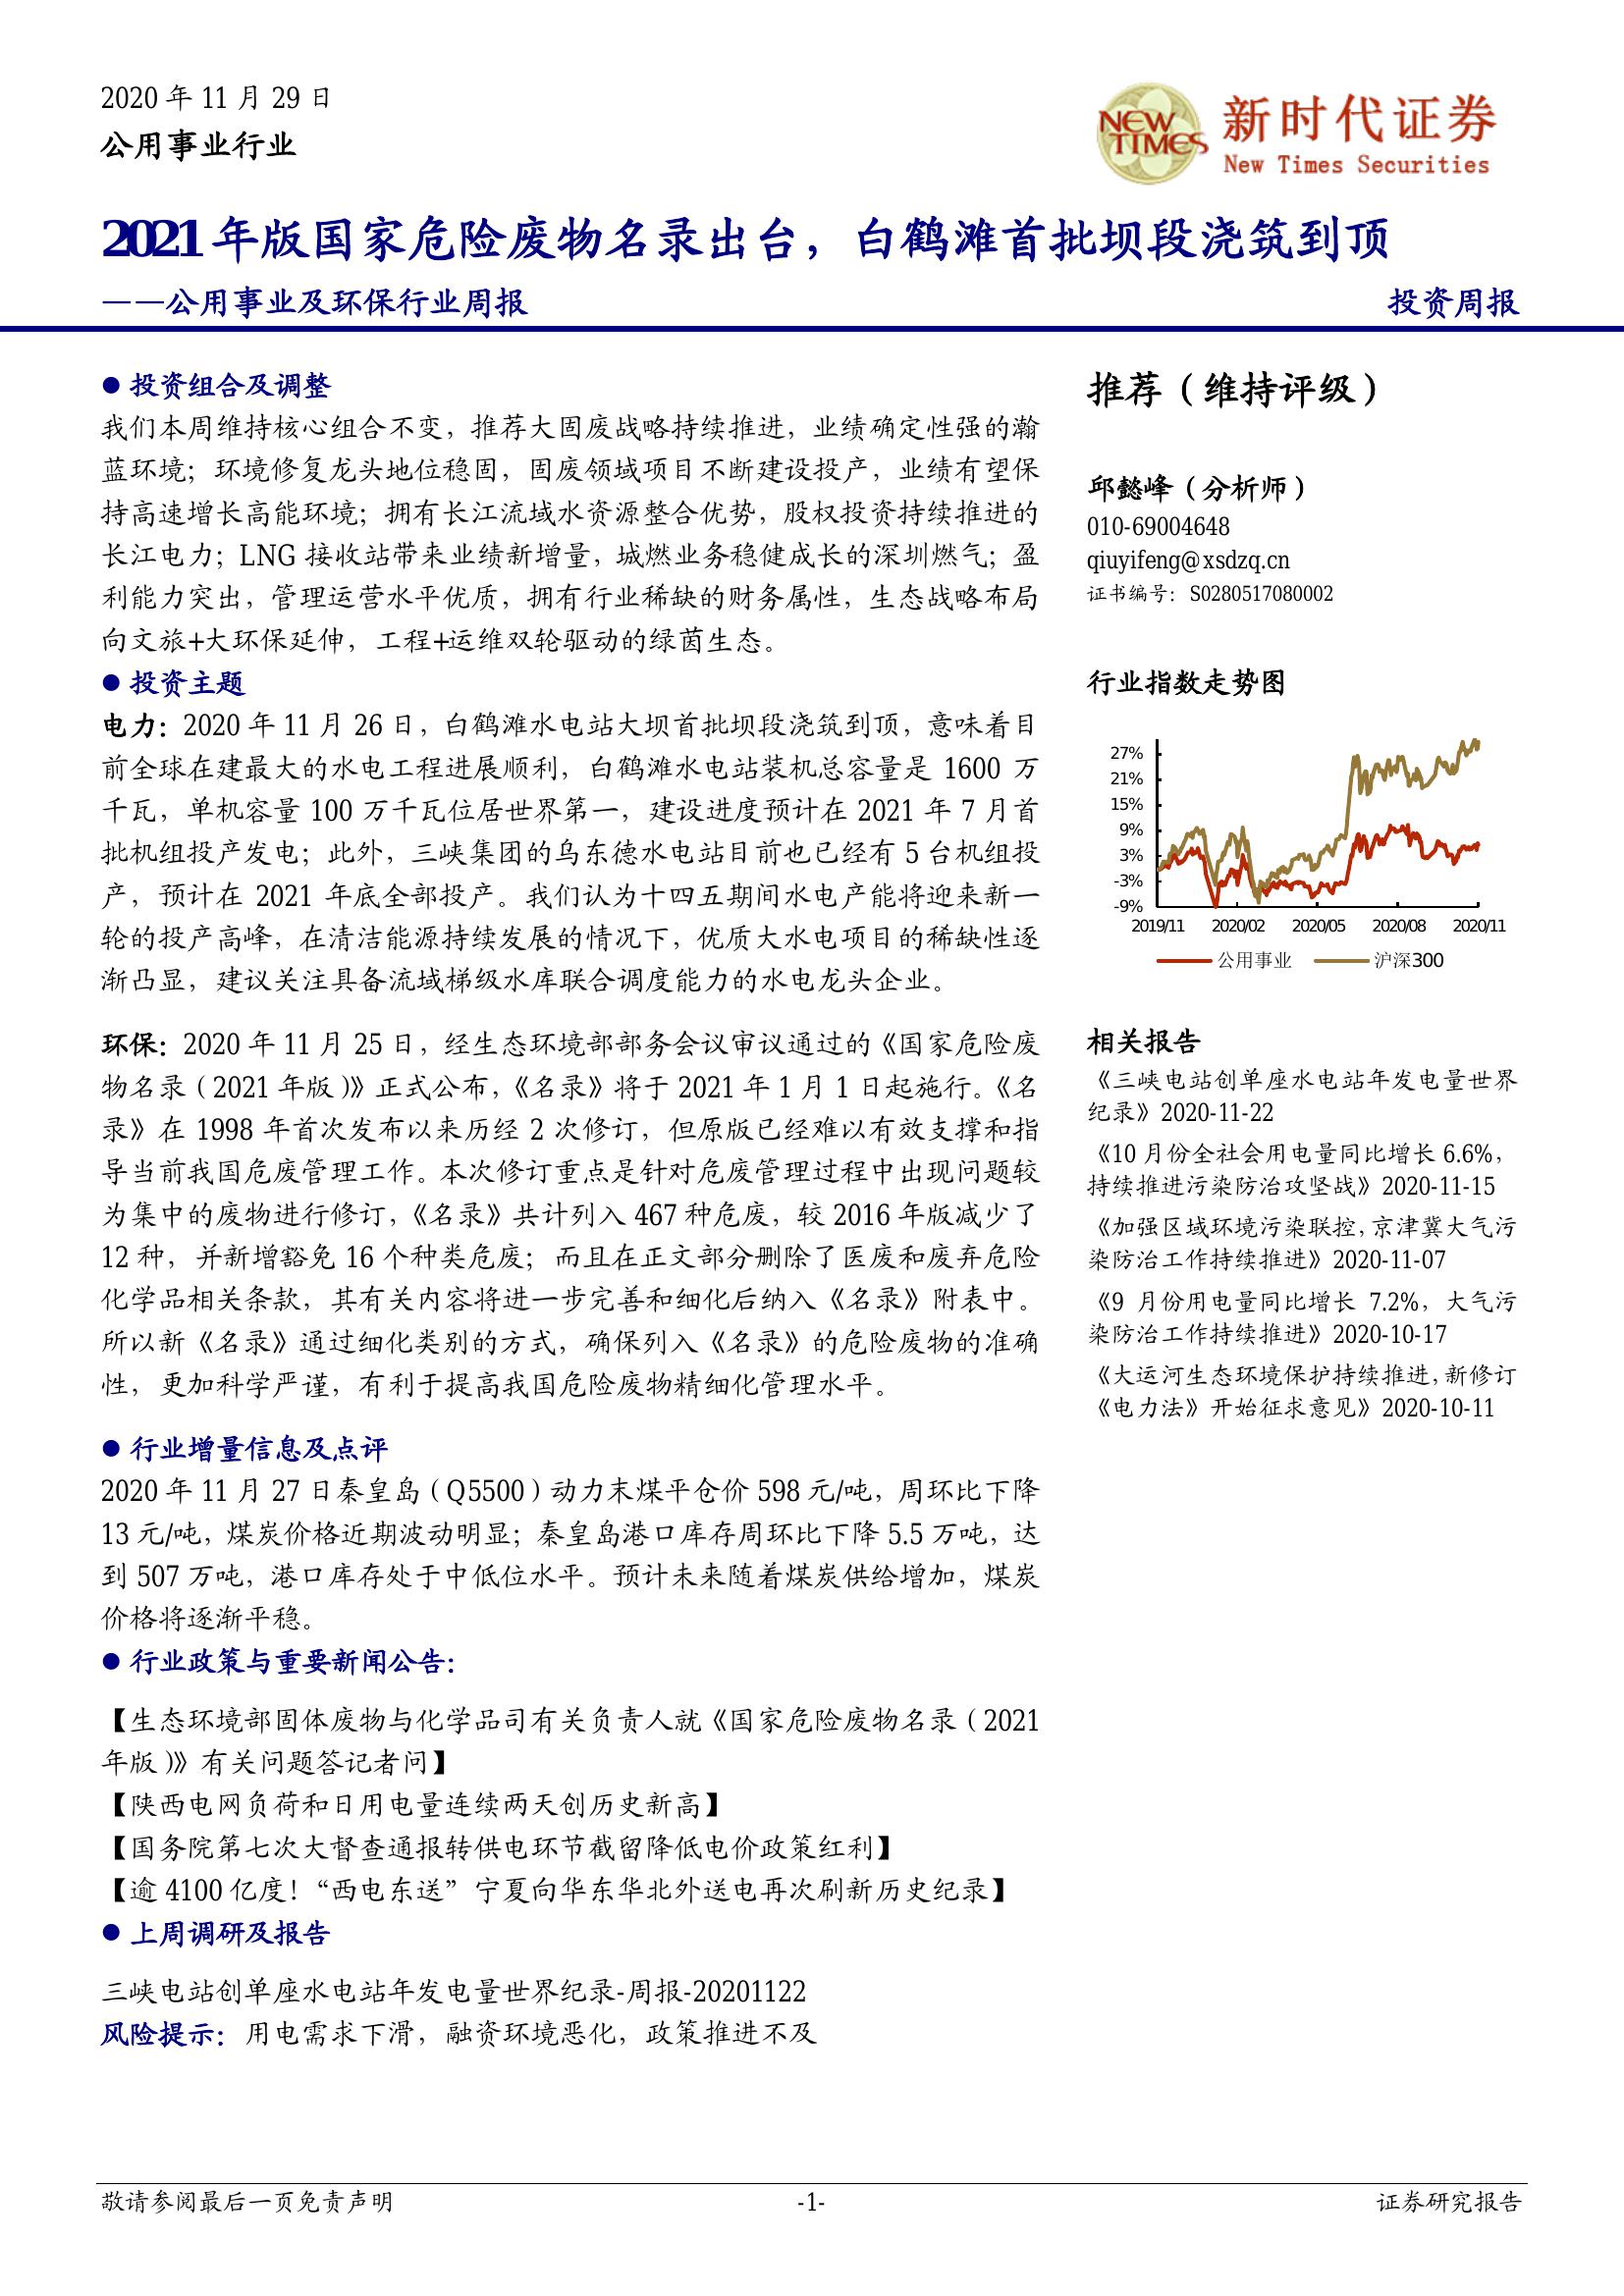 2020 年 11 月 29 日
公用事业行业
NEW TIMES
新时代证券
New Times Securities
2021 年版国家危险废物名录出台，白鹤滩首批坝段浇筑到顶
——公用事业及环保行业周报
投资周报
● 投资组合及调整
我们本周维持核心组合不变，推荐大固废战略持续推进，业绩确定性强的瀚
蓝环境；环境修复龙头地位稳固，固废领域项目不断建设投产，业绩有望保
持高速增长高能环境；拥有长江流域水资源整合优势，股权投资持续推进的
长江电力；LNG 接收站带来业绩新增量，城燃业务稳健成长的深圳燃气；盈
利能力突出，管理运营水平优质，拥有行业稀缺的财务属性，生态战略布局
向文旅+大环保延伸，工程+运维双轮驱动的绿茵生态。
● 投资主题
电力：2020 年 11 月 26 日，白鹤滩水电站大坝首批坝段浇筑到顶，意味着目
前全球在建最大的水电工程进展顺利，白鹤滩水电站装机总容量是 1600 万
千瓦，单机容量 100 万千瓦位居世界第一，建设进度预计在 2021 年 7 月首
批机组投产发电；此外，三峡集团的乌东德水电站目前也已经有 5 台机组投
产，预计在 2021 年底全部投产。我们认为十四五期间水电产能将迎来新一
轮的投产高峰，在清洁能源持续发展的情况下，优质大水电项目的稀缺性逐
渐凸显，建议关注具备流域梯级水库联合调度能力的水电龙头企业。
环保：2020 年 11 月 25 日，经生态环境部部务会议审议通过的《国家危险废
物名录（2021 年版）》正式公布，《名录》将于 2021 年 1 月 1 日起施行。《名
录》在 1998 年首次发布以来历经 2 次修订，但原版已经难以有效支撑和指
导当前我国危废管理工作。本次修订重点是针对危废管理过程中出现问题较
为集中的废物进行修订，《名录》共计列入 467 种危废，较 2016 年版减少了
12 种，并新增豁免 16 个种类危废；而且在正文部分删除了医废和废弃危险
化学品相关条款，其有关内容将进一步完善和细化后纳入《名录》附表中。
所以新《名录》通过细化类别的方式，确保列入《名录》的危险废物的准确
性，更加科学严谨，有利于提高我国危险废物精细化管理水平。
● 行业增量信息及点评
2020 年 11 月 27 日秦皇岛（Q5500）动力末煤平仓价 598 元/吨，周环比下降
13 元/吨，煤炭价格近期波动明显；秦皇岛港口库存周环比下降 5.5 万吨，达
到 507 万吨，港口库存处于中低位水平。预计未来随着煤炭供给增加，煤炭
价格将逐渐平稳。
● 行业政策与重要新闻公告：
【生态环境部固体废物与化学品司有关负责人就《国家危险废物名录（2021
年版）》有关问题答记者问】
【陕西电网负荷和日用电量连续两天创历史新高】
【国务院第七次大督查通报转供电环节截留降低电价政策红利】
【逾 4100 亿度！“西电东送”宁夏向华东华北外送电再次刷新历史纪录】
● 上周调研及报告
三峡电站创单座水电站年发电量世界纪录-周报-20201122
风险提示：用电需求下滑，融资环境恶化，政策推进不及
推荐（维持评级）
邱懿峰（分析师）
010-69004648
qiuyifeng@xsdzq.cn
证书编号：S0280517080002
行业指数走势图
27%
21%
15%
9%
3%
-3%
-9%
2019/11 2020/02 2020/05 2020/08 2020/11
公用事业 沪深300
相关报告
《三峡电站创单座水电站年发电量世界
纪录》2020-11-22
《10 月份全社会用电量同比增长 6.6%，
持续推进污染防治攻坚战》2020-11-15
《加强区域环境污染联控，京津冀大气污
染防治工作持续推进》2020-11-07
《9 月份用电量同比增长 7.2%，大气污
染防治工作持续推进》2020-10-17
《大运河生态环境保护持续推进，新修订
《电力法》开始征求意见》2020-10-11
敬请参阅最后一页免责声明
-1-
证券研究报告